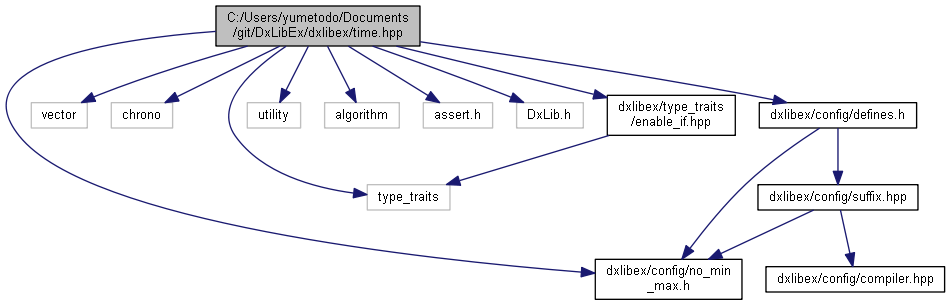 C:/Users/yumetodo/Documents
/git/DxLibEx/dxlibex/time.hpp
vector
chrono
utility
algorithm
assert.h
DxLib.h
dxlibex/type_traits
/enable_if.hpp
dxlibex/config/defines.h
type_traits
dxlibex/config/suffix.hpp
dxlibex/config/no_min
_max.h
dxlibex/config/compiler.hpp